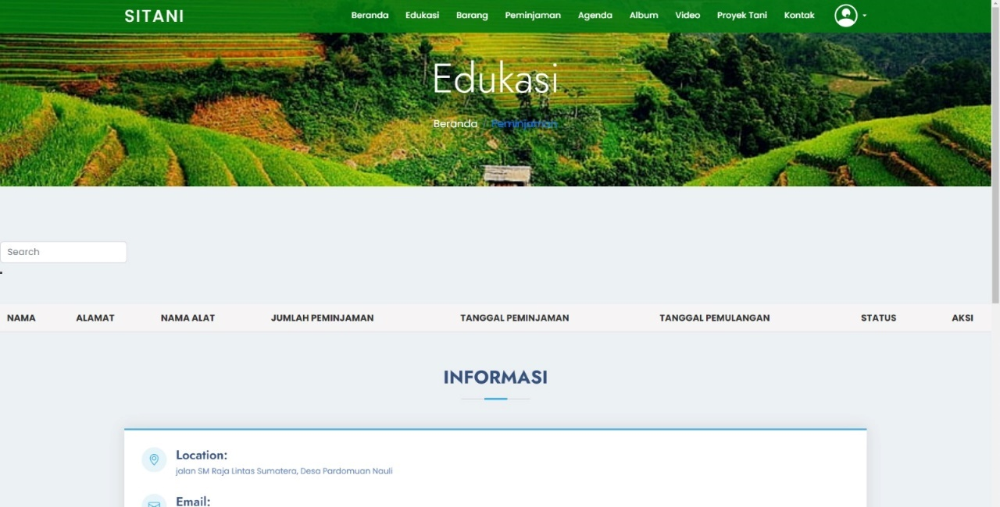 SITANI
Beranda Edukasi Barang Peminjaman Agenda Album Video Proyek Tani Kontak
Edukasi
Beranda / Peminjaman
Search
.
NAMA ALAMAT NAMA ALAT JUMLAH PEMINJAMAN TANGGAL PEMINJAMAN TANGGAL PEMULANGAN STATUS AKSI
INFORMASI
Location:
jalan SM Raja Lintas Sumatera, Desa Pardomuan Nauli
Email: